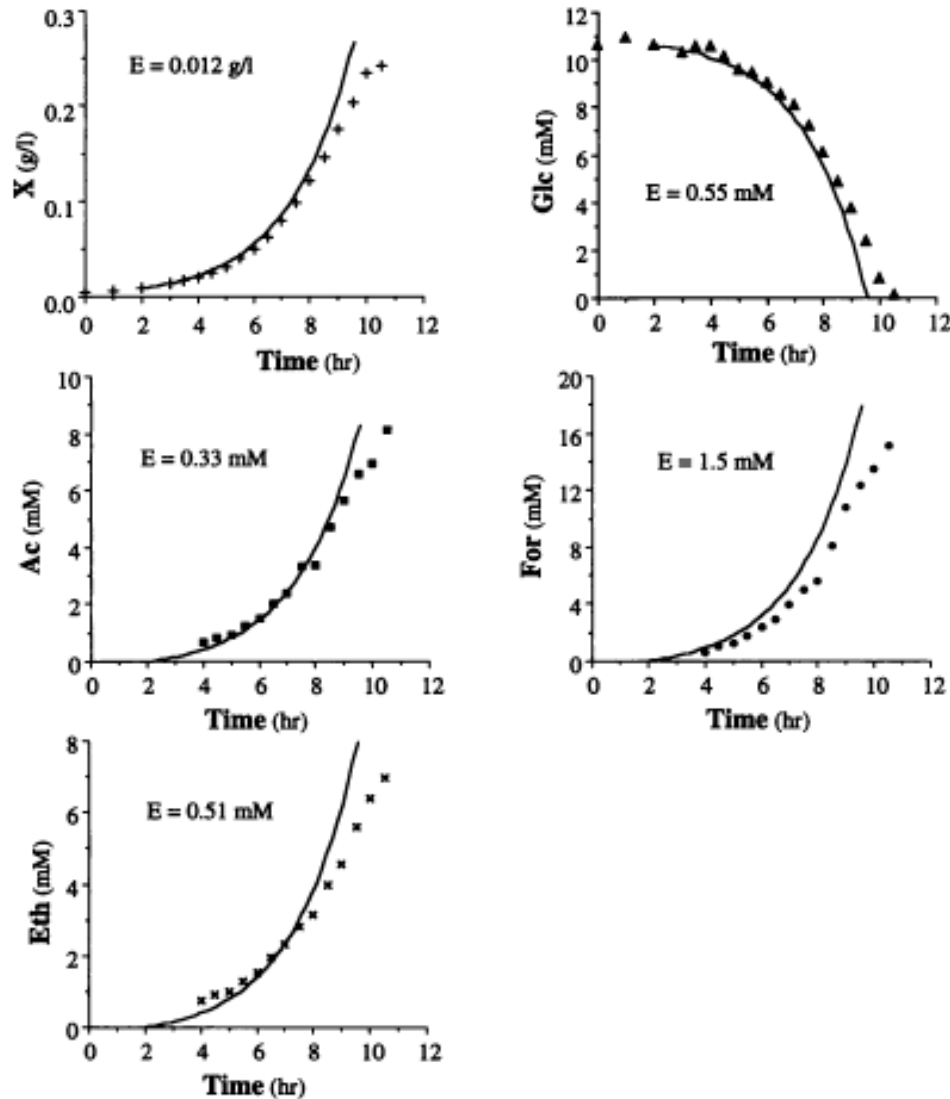 0.3
E = 0.012 g/l
0.2
X (g/l)
0.1
0.0
0 2 4 6 8 10 12
Time (hr)
12
10
8
Glc (mM)
6
E = 0.55 mM
4
2
0
0 2 4 6 8 10 12
Time (hr)
10
8
E = 0.33 mM
6
Ac (mM)
4
2
0
0 2 4 6 8 10 12
Time (hr)
20
16
E = 1.5 mM
12
For (mM)
8
4
0
0 2 4 6 8 10 12
Time (hr)
8
E = 0.51 mM
6
Eth (mM)
4
2
0
0 2 4 6 8 10 12
Time (hr)